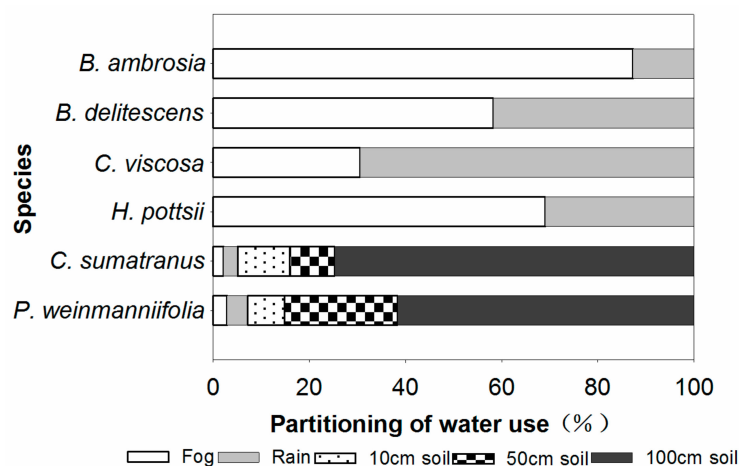 Species
B. ambrosia
B. delitescens
C. viscosa
H. pottsii
C. sumatranus
P. weinmanniifolia
0 20 40 60 80 100
Partitioning of water use（%）
Fog Rain 10cm soil 50cm soil 100cm soil